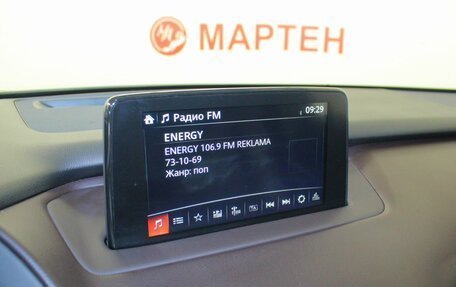 МАРТЕН
Радио FM 09:29
ENERGY
ENERGY 106.9 FM REKLAMA
73-10-69
Жанр: поп